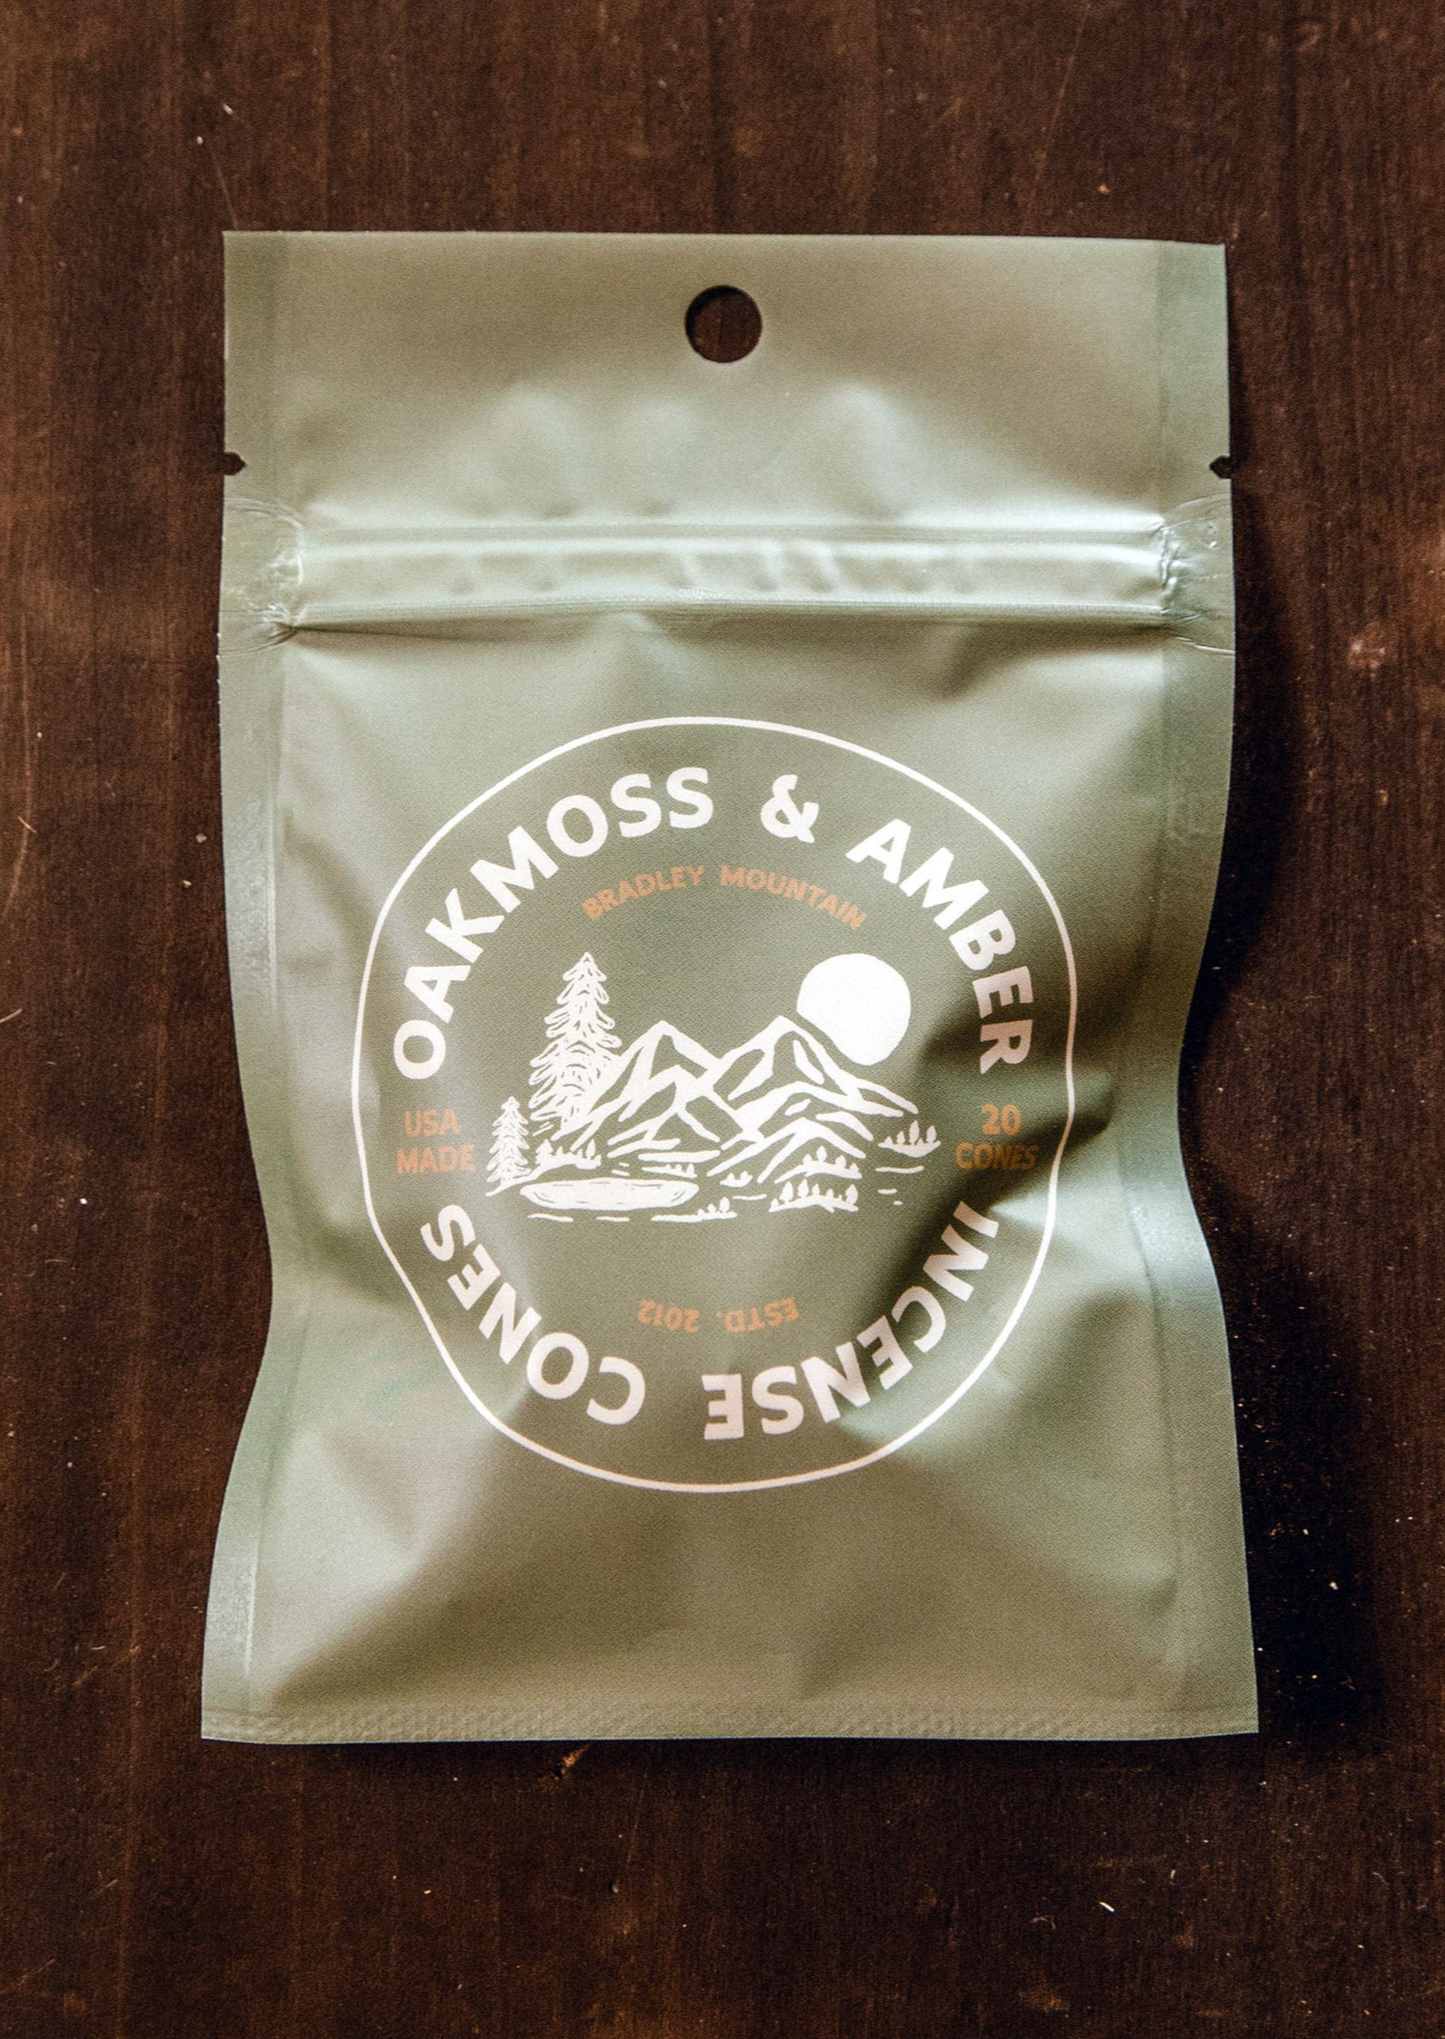 OAKMOSS & AMBER
BRADLEY MOUNTAIN
USA
MADE
20
CONES
ESTD. 2012
INCENSE CONES